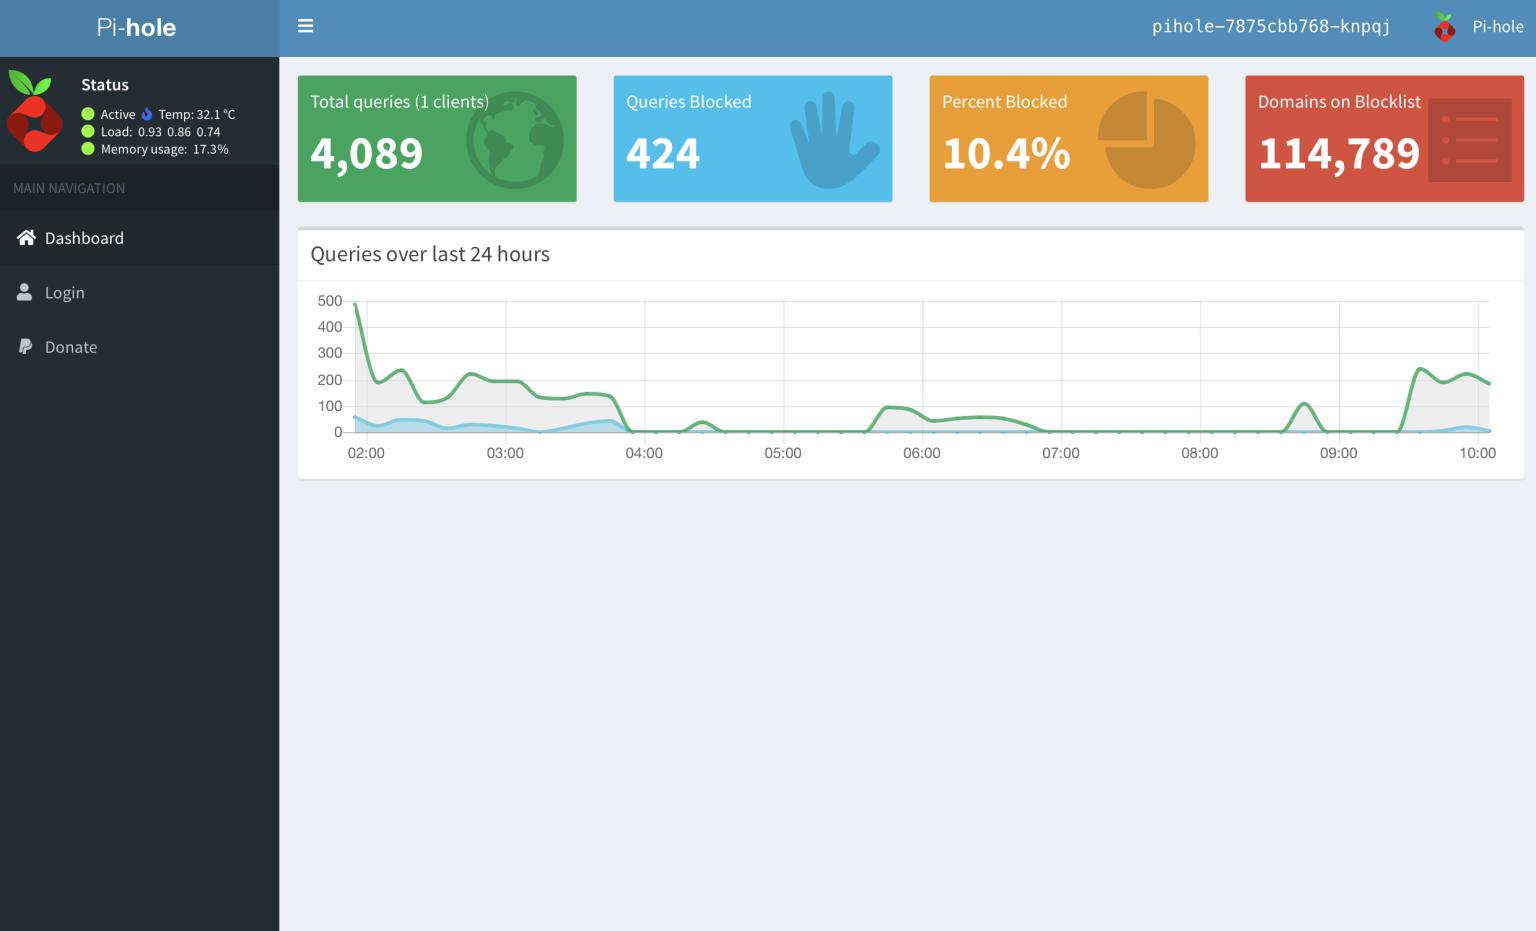 Pi-hole
pihole-7875cbb768-knpqj
Pi-hole
Status
Active Temp: 32.1 °C
Load: 0.93 0.86 0.74
Memory usage: 17.3%
MAIN NAVIGATION
Dashboard
Login
Donate
Total queries (1 clients)
4,089
Queries Blocked
424
Percent Blocked
10.4%
Domains on Blocklist
114,789
Queries over last 24 hours
500
400
300
200
100
0
02:00 03:00 04:00 05:00 06:00 07:00 08:00 09:00 10:00